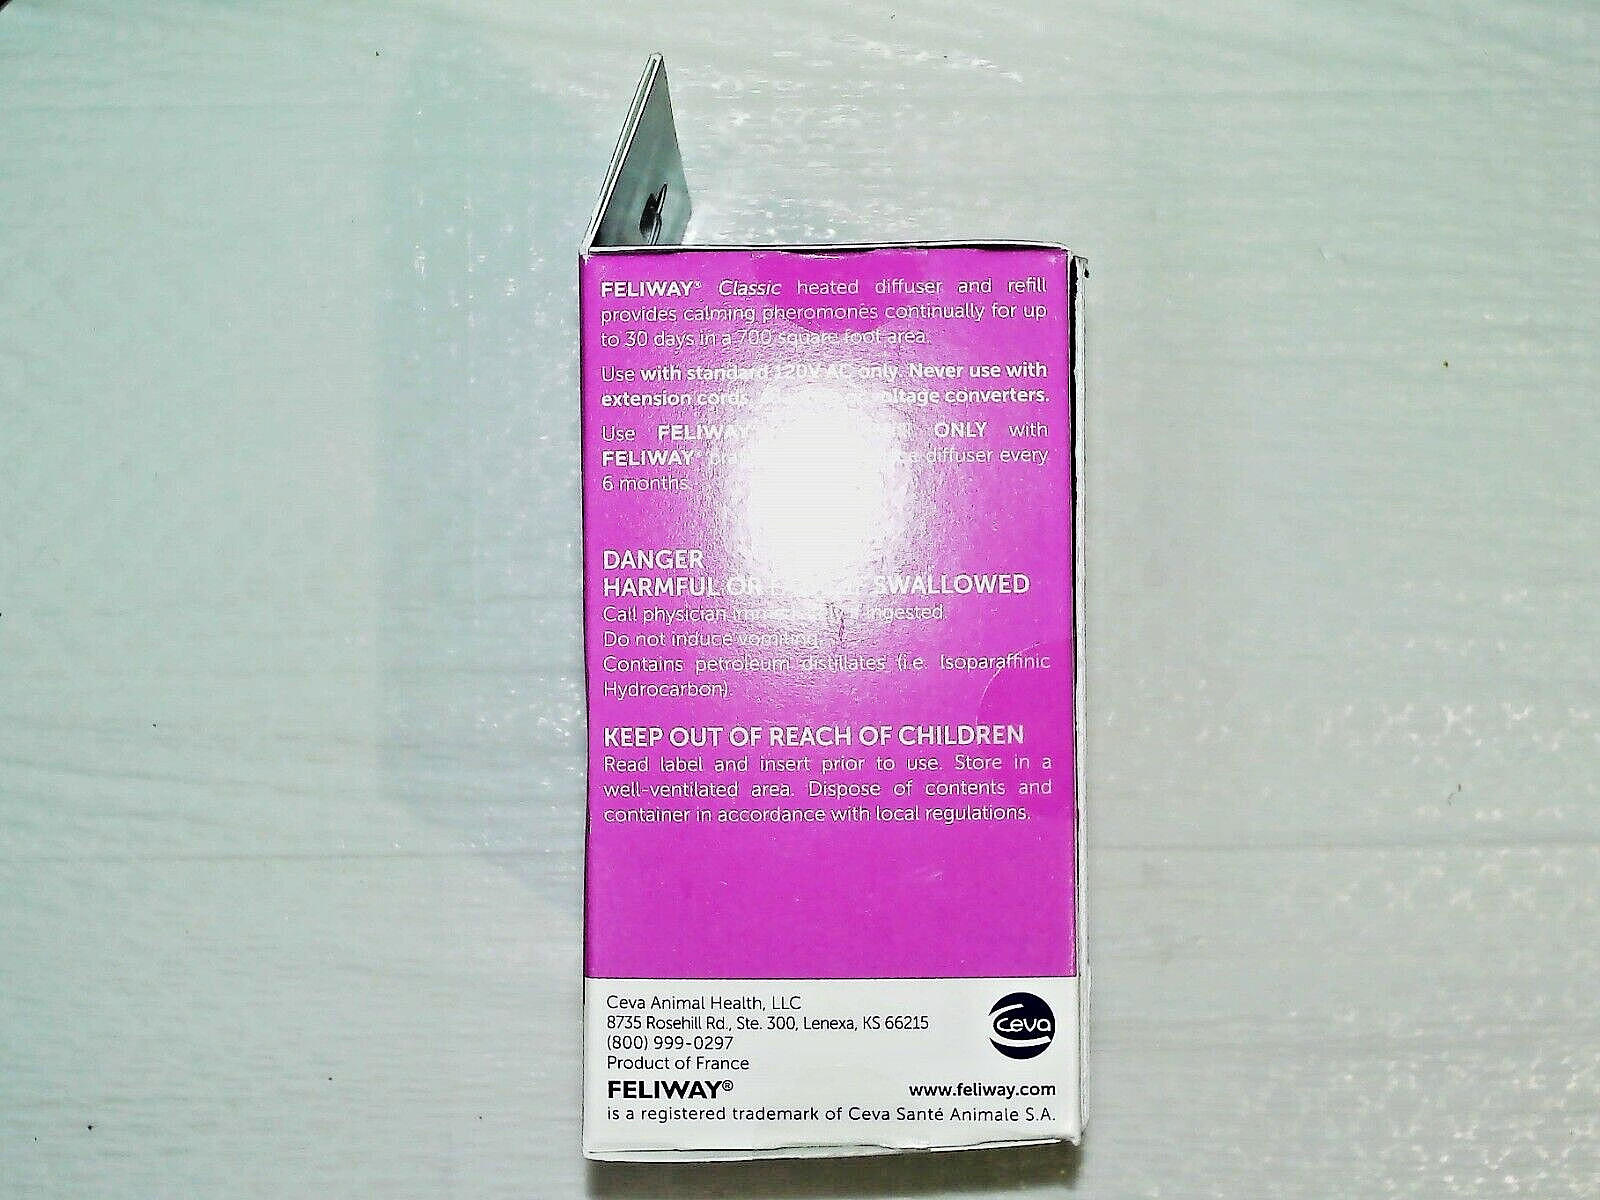 FELIWAY® Classic heated diffuser and refill
provides calming pheromones continually for up
to 30 days in a 700 square foot area.
Use with standard 120V AC only. Never use with
extension cords, voltage converters.
Use FELIWAY ONLY with
FELIWAY® diffuser every
6 months.
DANGER
HARMFUL OR IF SWALLOWED
Call physician ingested.
Do not induce vomiting.
Contains petroleum distillates (i.e. Isoparaffinic
Hydrocarbon).
KEEP OUT OF REACH OF CHILDREN
Read label and insert prior to use. Store in a
well-ventilated area. Dispose of contents and
container in accordance with local regulations.
Ceva Animal Health, LLC
8735 Rosehill Rd., Ste. 300, Lenexa, KS 66215
(800) 999-0297
Product of France
Ceva
FELIWAY® www.feliway.com
is a registered trademark of Ceva Santé Animale S.A.